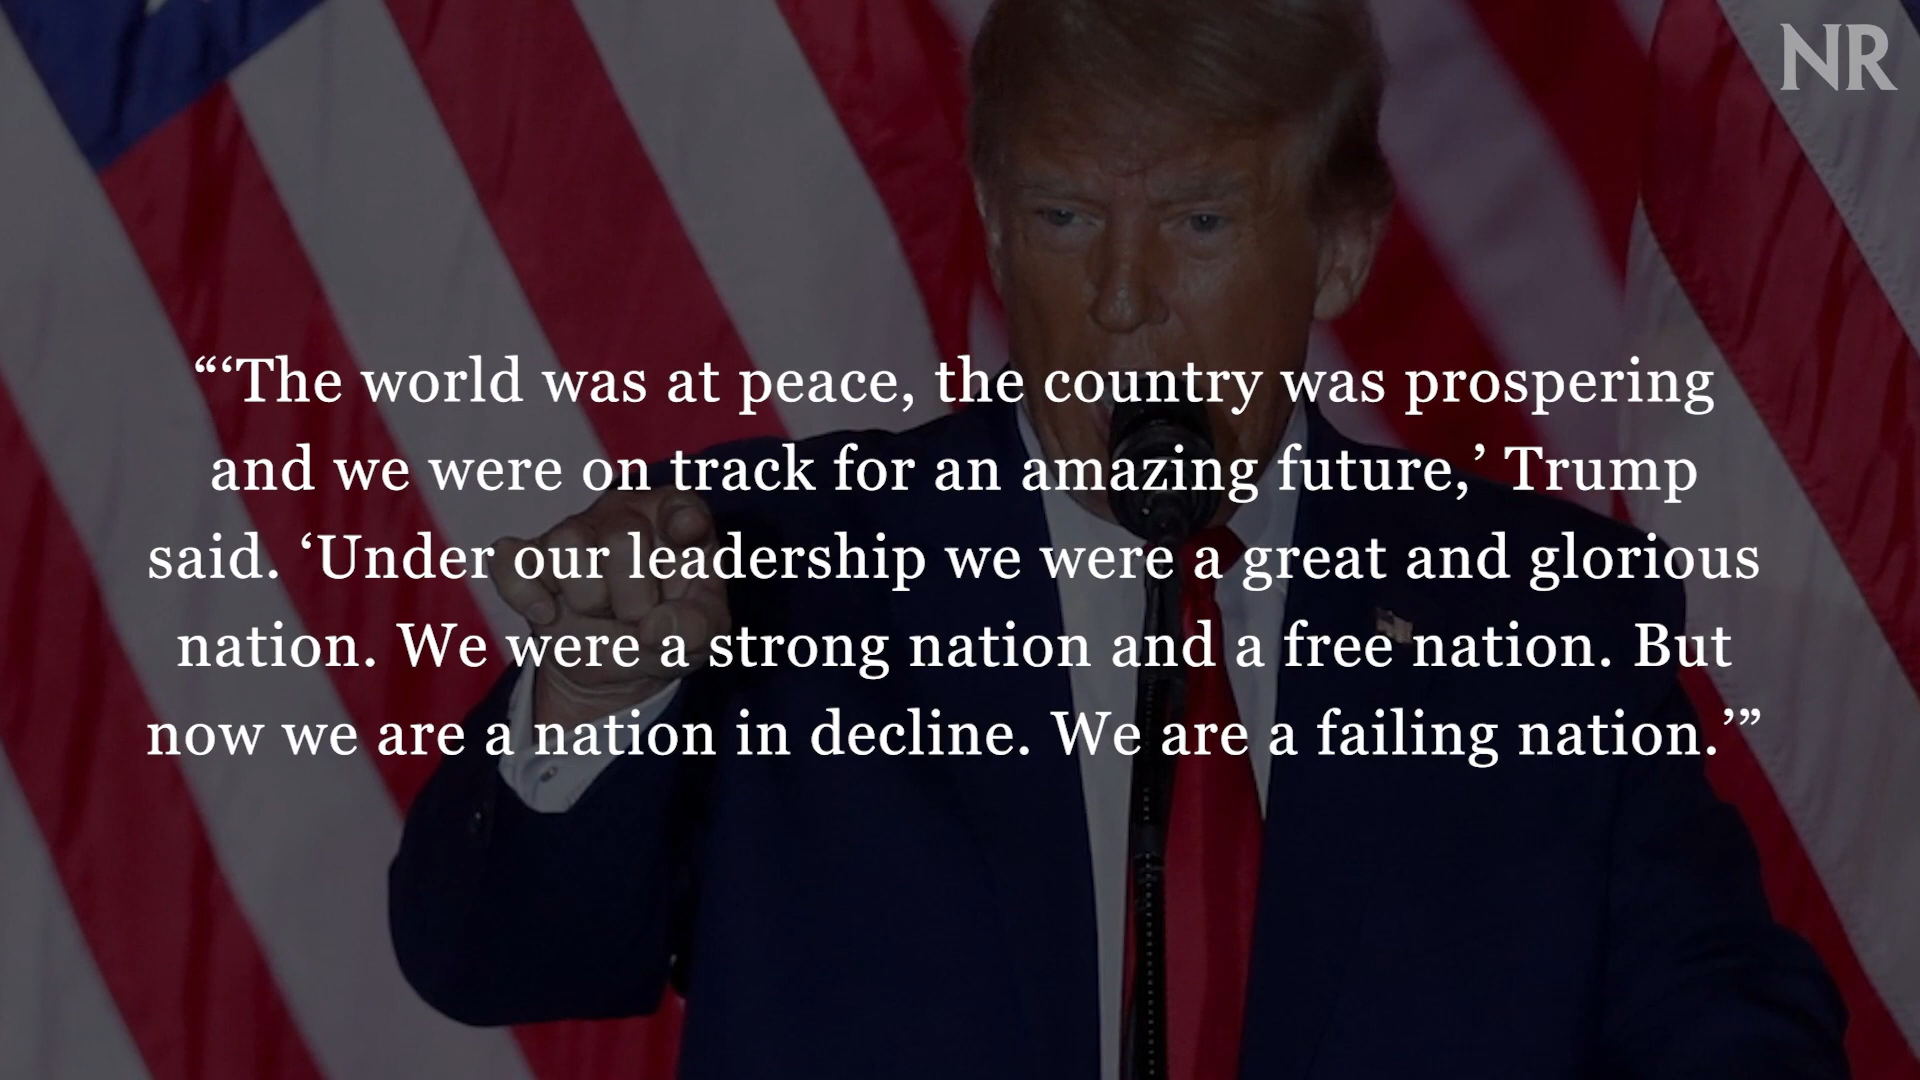 NR
“‘The world was at peace, the country was prospering
and we were on track for an amazing future,’ Trump
said. ‘Under our leadership we were a great and glorious
nation. We were a strong nation and a free nation. But
now we are a nation in decline. We are a failing nation.’”